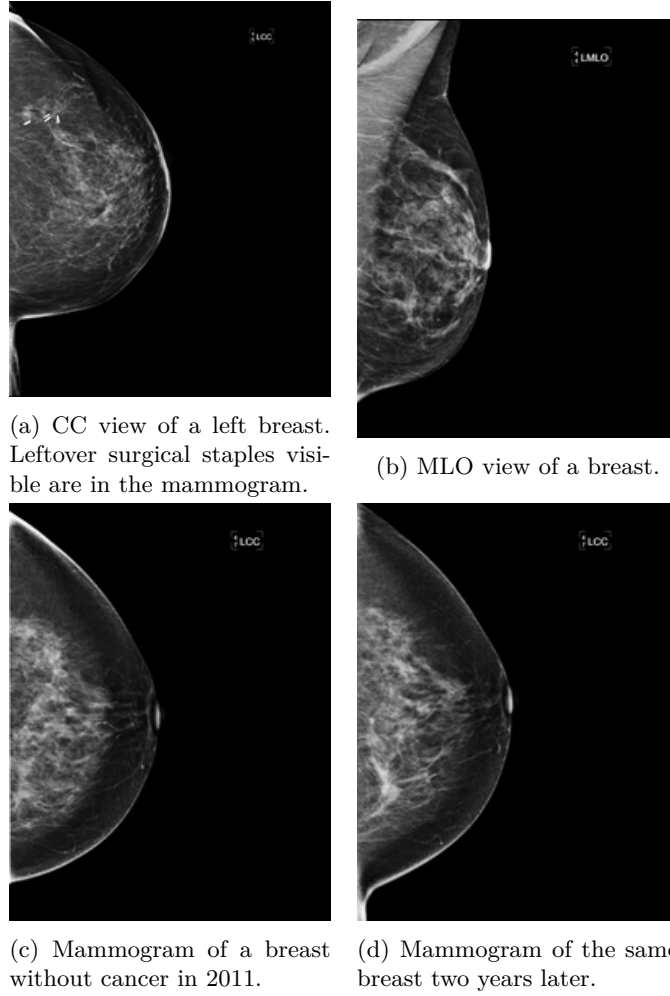 LCC
LMLO
(a) CC view of a left breast.
Leftover surgical staples visi-
ble are in the mammogram.
(b) MLO view of a breast.
LCC
LCC
(c) Mammogram of a breast
without cancer in 2011.
(d) Mammogram of the same
breast two years later.